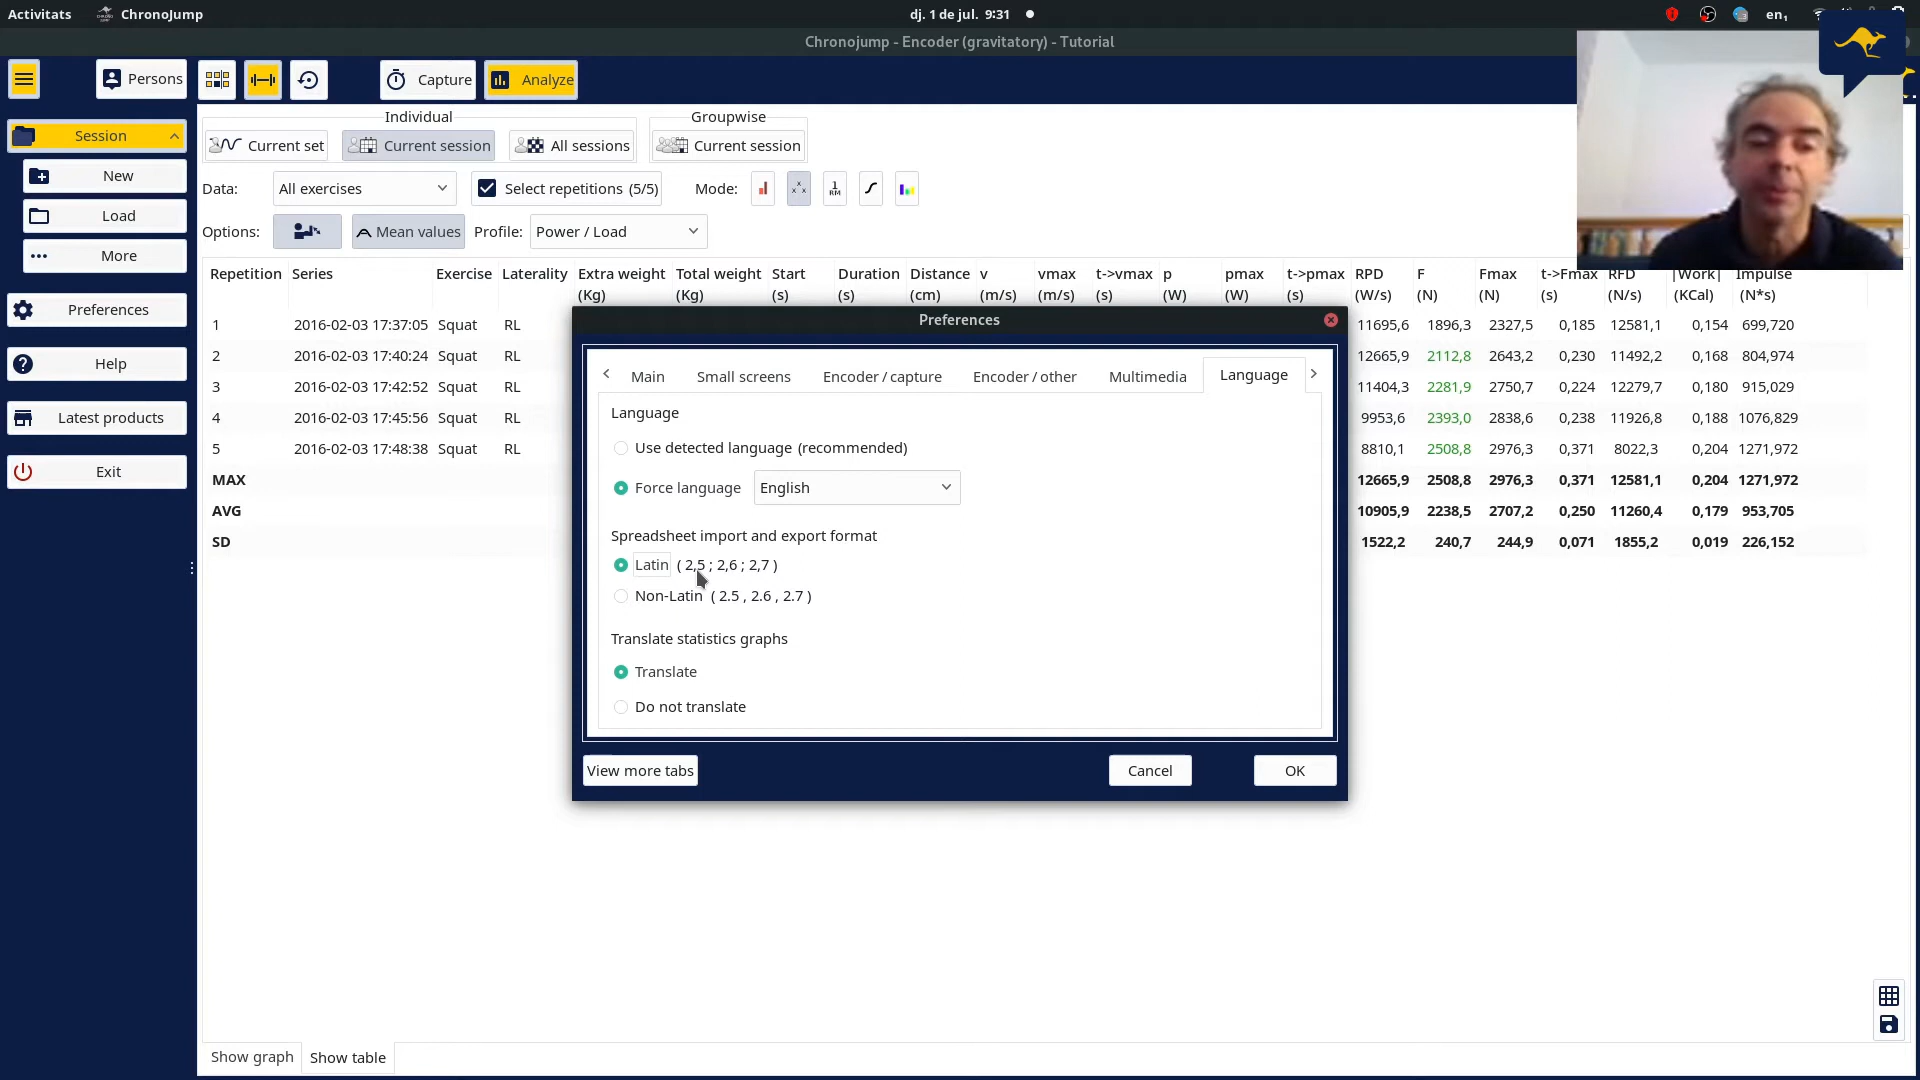 Activitats ChronoJump dj. 1 de jul. 9:31 en₁
Chronojump - Encoder (gravitatory) - Tutorial
Persons Capture Analyze
Session
New
Load
More
Preferences
Help
Latest products
Exit
Individual Groupwise
Current set Current session All sessions Current session
Data: All exercises Select repetitions (5/5) Mode: 1 RM
Options: Mean values Profile: Power / Load
Repetition Series Exercise Laterality Extra weight Total weight Start Duration Distance v vmax t->vmax p pmax t->pmax RPD F Fmax t->Fmax RFD |Work| Impulse
(Kg) (Kg) (s) (s) (cm) (m/s) (m/s) (s) (W) (W) (s) (W/s) (N) (N) (s) (N/s) (KCal) (N*s)
1 2016-02-03 17:37:05 Squat RL 11695,6 1896,3 2327,5 0,185 12581,1 0,154 699,720
2 2016-02-03 17:40:24 Squat RL 12665,9 2112,8 2643,2 0,230 11492,2 0,168 804,974
3 2016-02-03 17:42:52 Squat RL 11404,3 2281,9 2750,7 0,224 12279,7 0,180 915,029
4 2016-02-03 17:45:56 Squat RL 9953,6 2393,0 2838,6 0,238 11926,8 0,188 1076,829
5 2016-02-03 17:48:38 Squat RL 8810,1 2508,8 2976,3 0,371 8022,3 0,204 1271,972
MAX 12665,9 2508,8 2976,3 0,371 12581,1 0,204 1271,972
AVG 10905,9 2238,5 2707,2 0,250 11260,4 0,179 953,705
SD 1522,2 240,7 244,9 0,071 1855,2 0,019 226,152
Preferences
Main Small screens Encoder / capture Encoder / other Multimedia Language
Language
Use detected language (recommended)
Force language English
Spreadsheet import and export format
Latin ( 2,5 ; 2,6 ; 2,7 )
Non-Latin ( 2.5 , 2.6 , 2.7 )
Translate statistics graphs
Translate
Do not translate
View more tabs Cancel OK
Show graph Show table